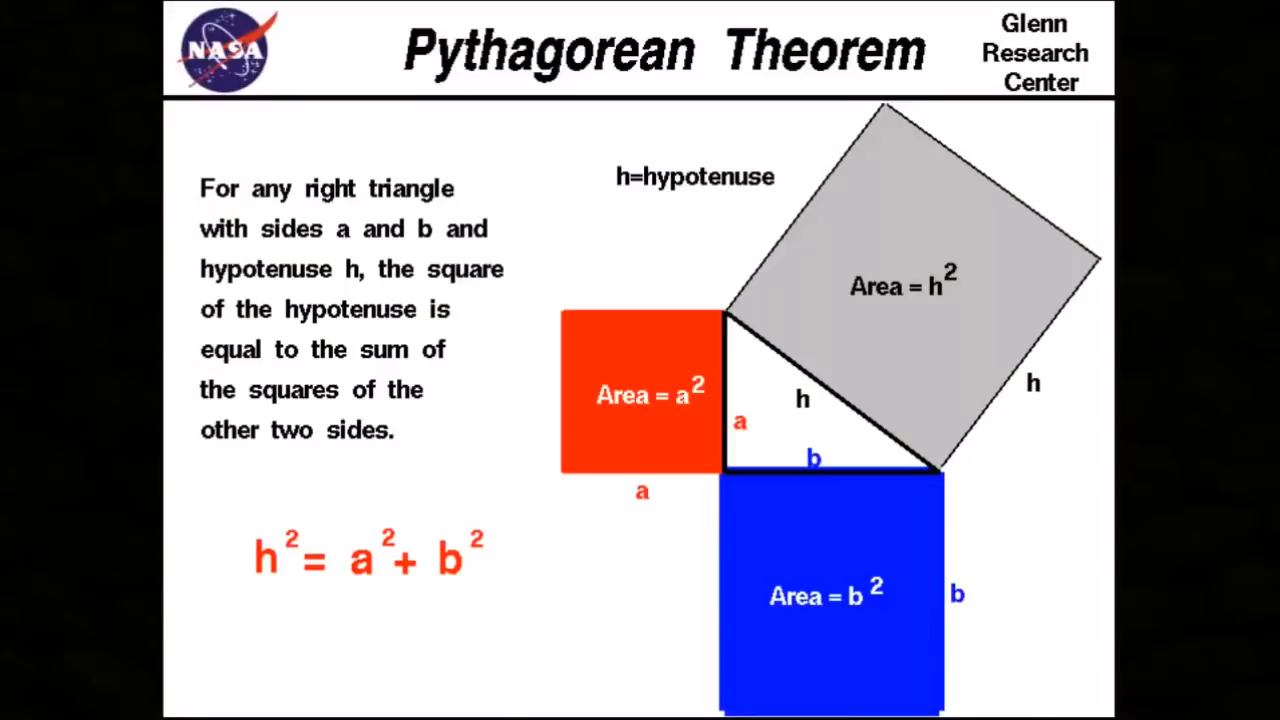 NASA
Pythagorean Theorem
Glenn
Research
Center
For any right triangle
with sides a and b and
hypotenuse h, the square
of the hypotenuse is
equal to the sum of
the squares of the
other two sides.
h² = a² + b²
h=hypotenuse
Area = h²
h
h
Area = a²
a
a
b
Area = b²
b